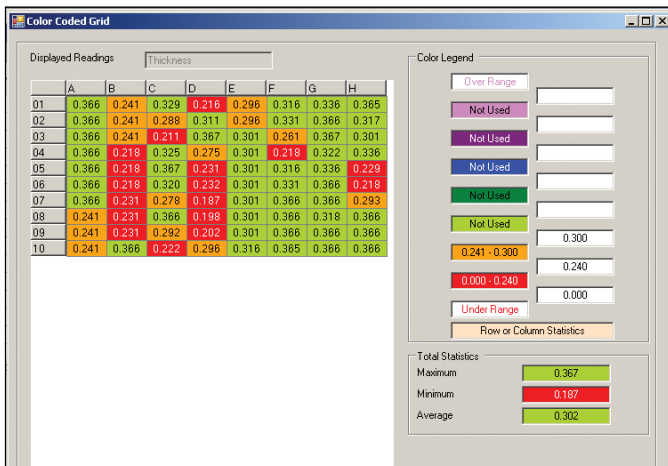 Color Coded Grid
Displayed Readings Thickness
A B C D E F G H
01 0.366 0.241 0.329 0.216 0.296 0.316 0.336 0.365
02 0.366 0.241 0.288 0.311 0.296 0.331 0.366 0.317
03 0.366 0.241 0.211 0.367 0.301 0.261 0.367 0.301
04 0.366 0.218 0.325 0.275 0.301 0.218 0.322 0.336
05 0.366 0.218 0.367 0.231 0.301 0.316 0.336 0.229
06 0.366 0.218 0.320 0.232 0.301 0.331 0.366 0.218
07 0.366 0.231 0.278 0.187 0.301 0.366 0.366 0.293
08 0.241 0.231 0.366 0.198 0.301 0.366 0.318 0.366
09 0.241 0.231 0.292 0.202 0.301 0.366 0.366 0.366
10 0.241 0.366 0.222 0.296 0.316 0.365 0.366 0.366
Color Legend
Over Range
Not Used
Not Used
Not Used
Not Used
Not Used
0.300
0.241 - 0.300
0.240
0.000 - 0.240
0.000
Under Range
Row or Column Statistics
Total Statistics
Maximum 0.367
Minimum 0.187
Average 0.302